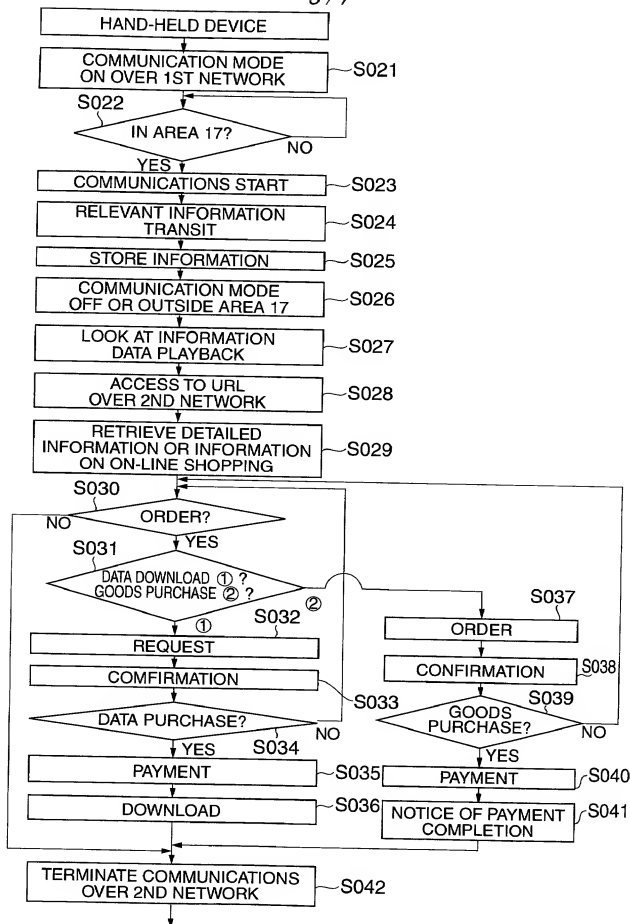 HAND-HELD DEVICE
COMMUNICATION MODE
ON OVER 1ST NETWORK
S021
S022
IN AREA 17?
NO
YES
COMMUNICATIONS START
S023
RELEVANT INFORMATION
TRANSIT
S024
STORE INFORMATION
S025
COMMUNICATION MODE
OFF OR OUTSIDE AREA 17
S026
LOOK AT INFORMATION
DATA PLAYBACK
S027
ACCESS TO URL
OVER 2ND NETWORK
S028
RETRIEVE DETAILED
INFORMATION OR INFORMATION
ON ON-LINE SHOPPING
S029
S030
ORDER?
NO
YES
S031
DATA DOWNLOAD ① ?
GOODS PURCHASE ② ?
②
①
S032
REQUEST
COMFIRMATION
S033
DATA PURCHASE?
NO
S034
YES
PAYMENT
S035
DOWNLOAD
S036
S037
ORDER
CONFIRMATION
S038
S039
GOODS
PURCHASE?
NO
YES
PAYMENT
S040
NOTICE OF PAYMENT
COMPLETION
S041
TERMINATE COMMUNICATIONS
OVER 2ND NETWORK
S042